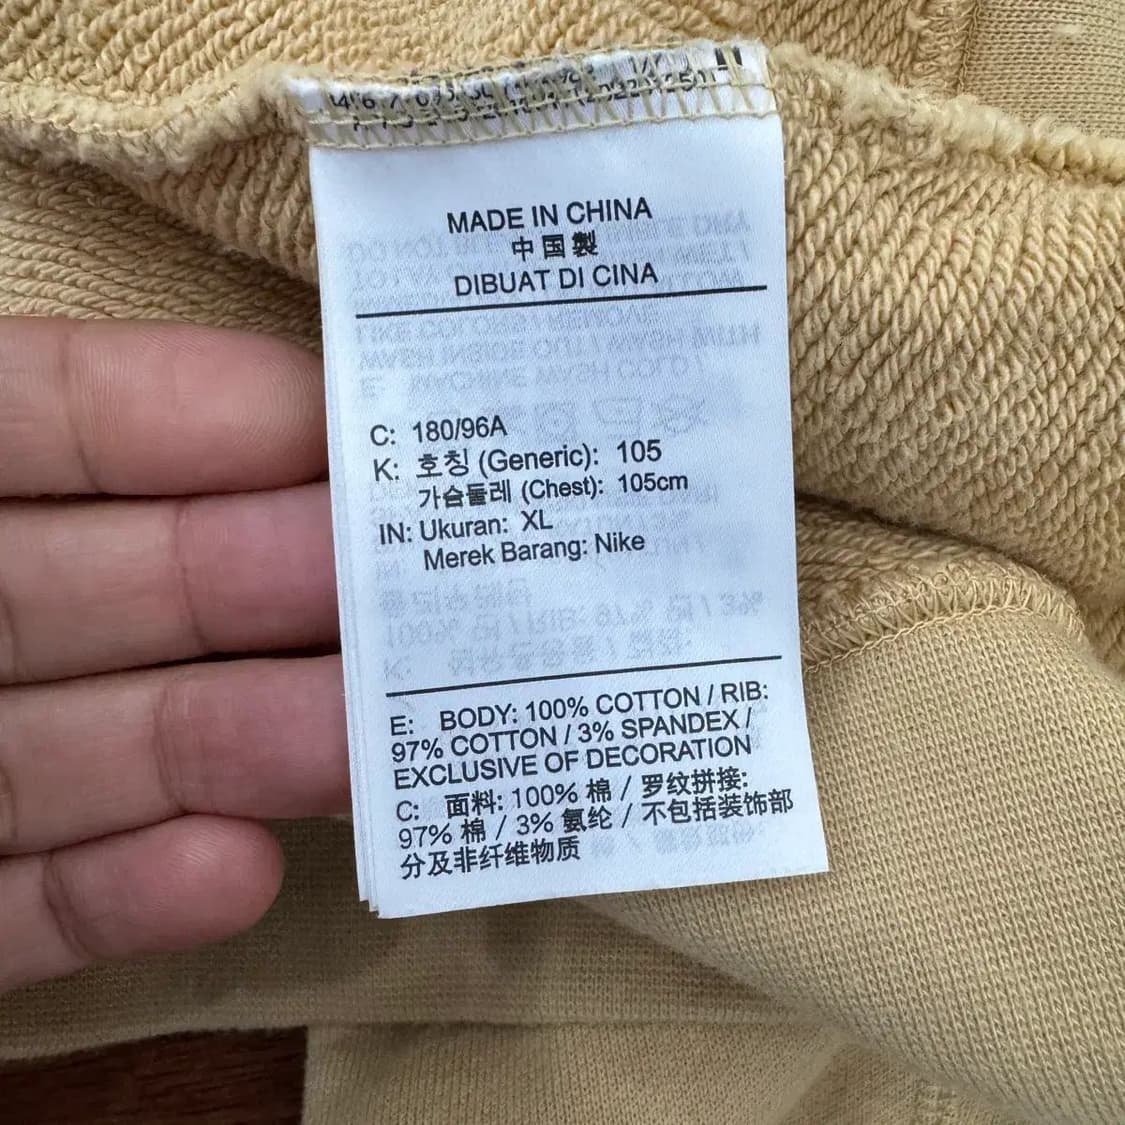 MADE IN CHINA
中国製
DIBUAT DI CINA
C: 180/96A
K: 호칭 (Generic): 105
가슴둘레 (Chest): 105cm
IN: Ukuran: XL
Merek Barang: Nike
E: BODY: 100% COTTON / RIB:
97% COTTON / 3% SPANDEX /
EXCLUSIVE OF DECORATION
C: 面料: 100% 棉 / 罗纹拼接:
97% 棉 / 3% 氨纶 / 不包括装饰部
分及非纤维物质